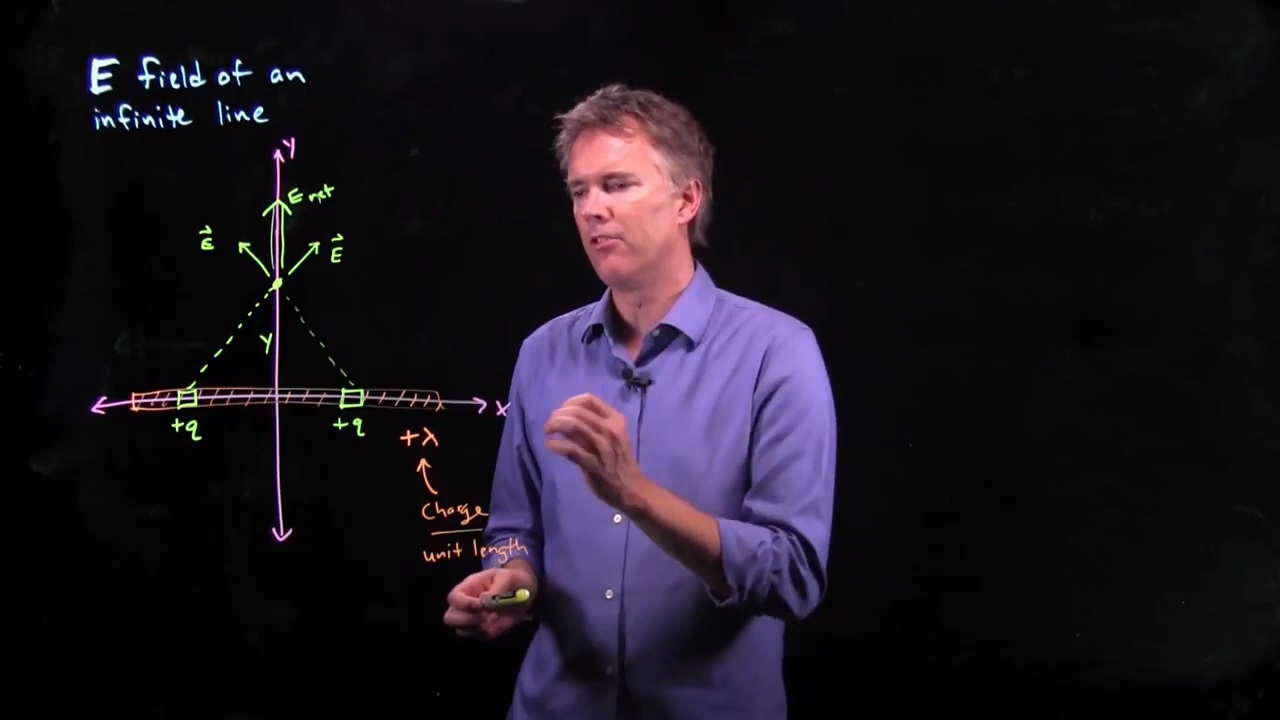 E field of an
infinite line
Y
E net
E⃗
E⃗
Y
X
+q
+q
+λ
Charge
unit length